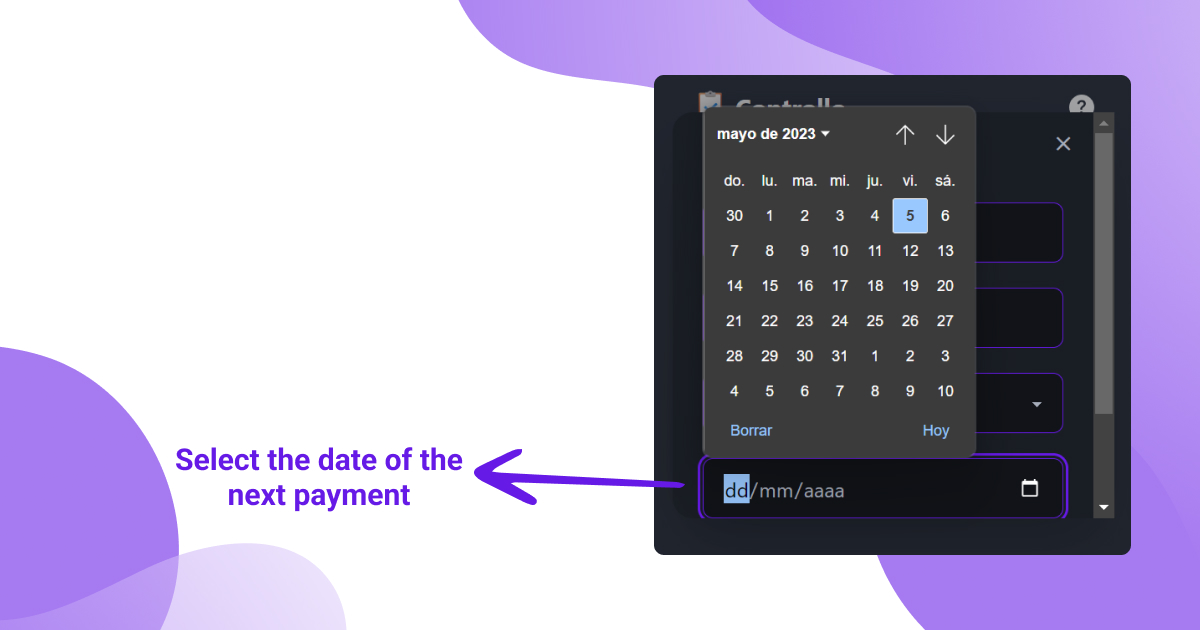 ?
mayo de 2023
do. lu. ma. mi. ju. vi. sá.
30 1 2 3 4 5 6
7 8 9 10 11 12 13
14 15 16 17 18 19 20
21 22 23 24 25 26 27
28 29 30 31 1 2 3
4 5 6 7 8 9 10
Borrar Hoy
Select the date of the
next payment
dd/mm/aaaa